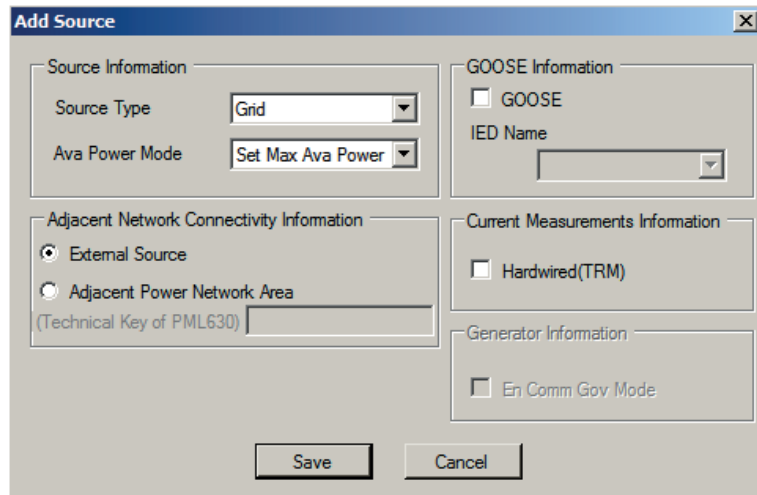 Add Source
Source Information
Source Type
Grid
Ava Power Mode
Set Max Ava Power
Adjacent Network Connectivity Information
External Source
Adjacent Power Network Area
(Technical Key of PML630)
GOOSE Information
GOOSE
IED Name
Current Measurements Information
Hardwired(TRM)
Generator Information
En Comm Gov Mode
Save
Cancel